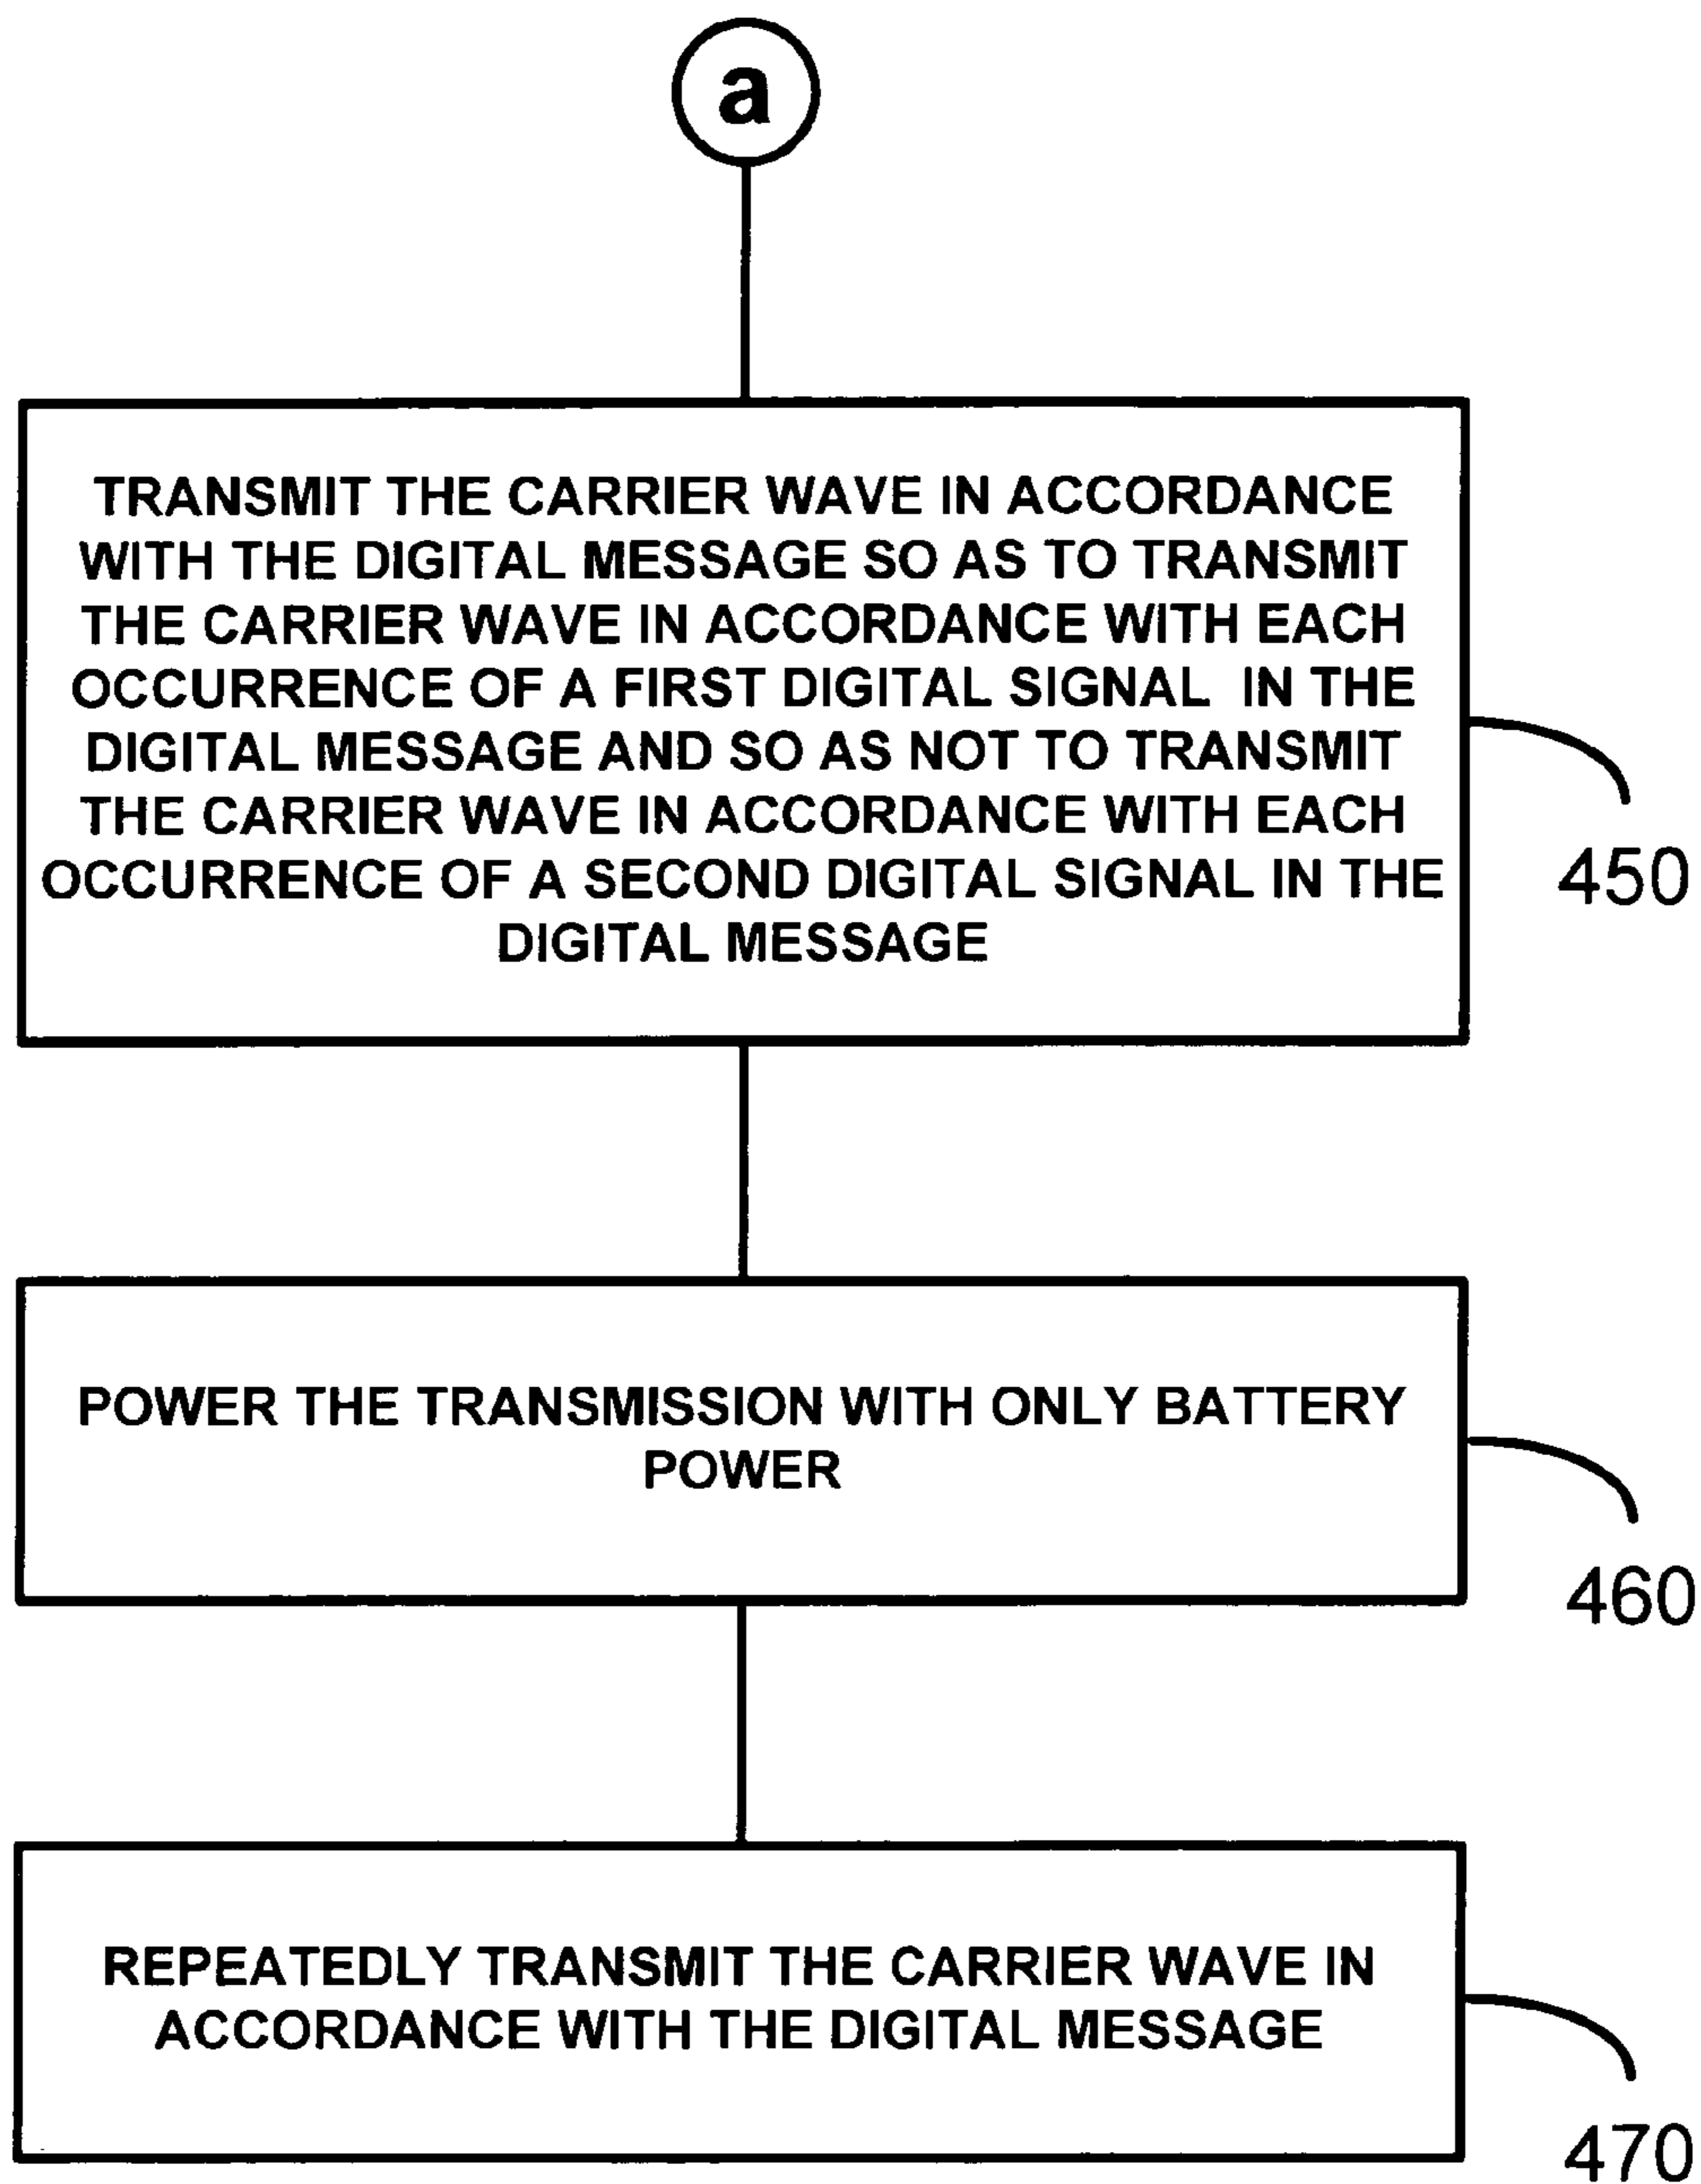 a
TRANSMIT THE CARRIER WAVE IN ACCORDANCE
WITH THE DIGITAL MESSAGE SO AS TO TRANSMIT
THE CARRIER WAVE IN ACCORDANCE WITH EACH
OCCURRENCE OF A FIRST DIGITAL SIGNAL IN THE
DIGITAL MESSAGE AND SO AS NOT TO TRANSMIT
THE CARRIER WAVE IN ACCORDANCE WITH EACH
OCCURRENCE OF A SECOND DIGITAL SIGNAL IN THE
DIGITAL MESSAGE
450
POWER THE TRANSMISSION WITH ONLY BATTERY
POWER
460
REPEATEDLY TRANSMIT THE CARRIER WAVE IN
ACCORDANCE WITH THE DIGITAL MESSAGE
470